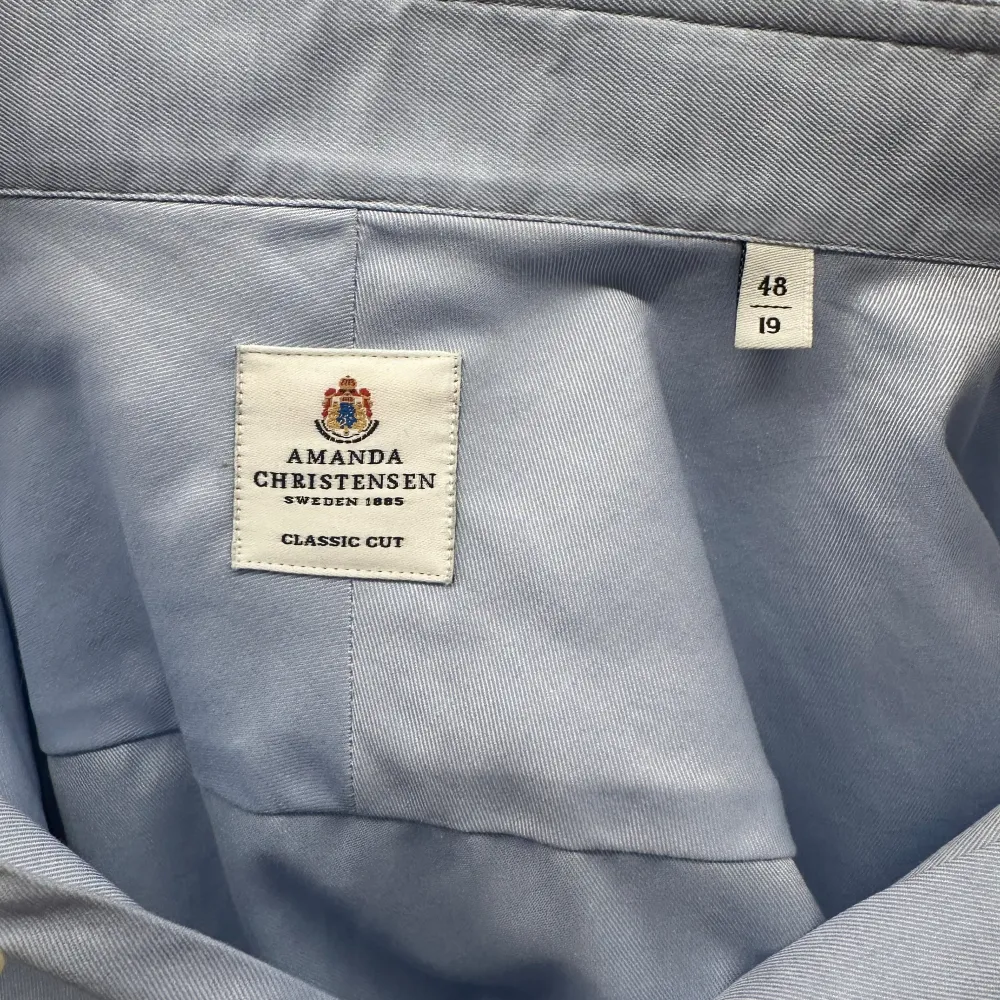 AMANDA
CHRISTENSEN
SWEDEN 1885
CLASSIC CUT
48
19